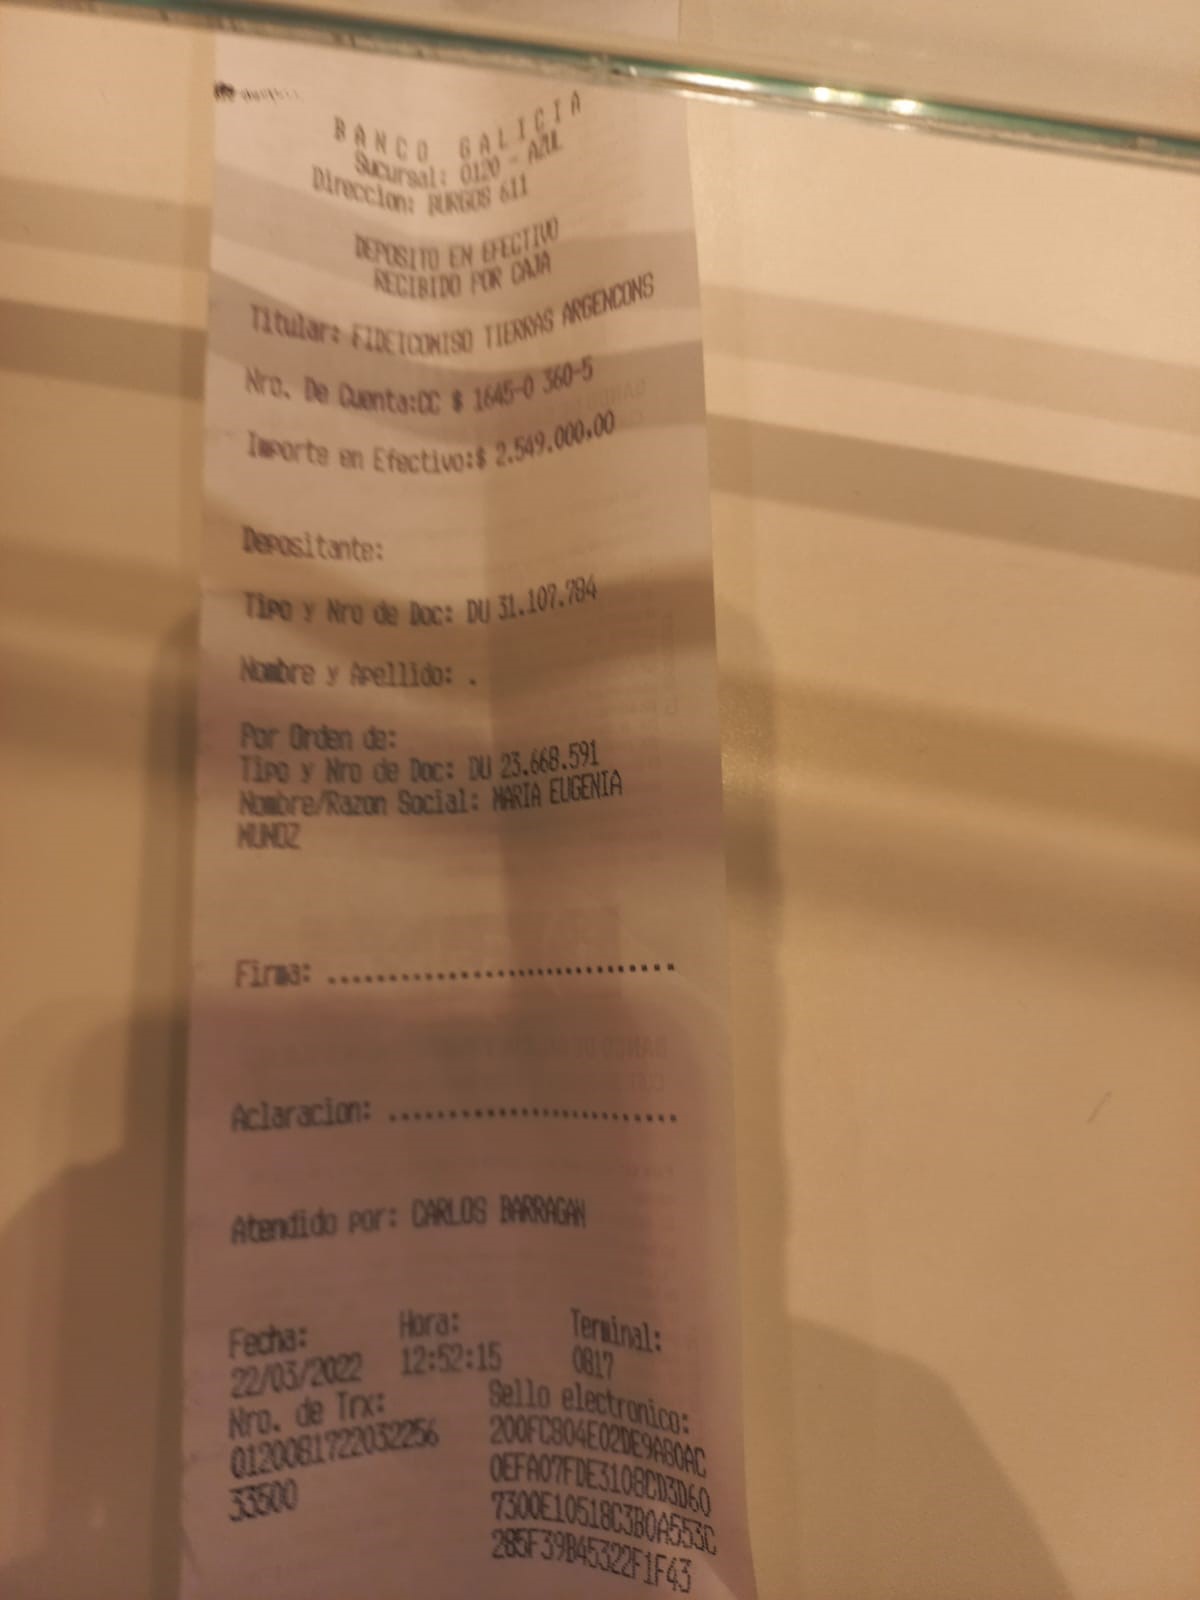 BANCO GALICIA
Sucursal: 0120 - AZUL
Direccion: BURGOS 611
DEPOSITO EN EFECTIVO
RECIBIDO POR CAJA
Titular: FIDEICOMISO TIERRAS ARGENCONS
Nro. De Cuenta:CC $ 1645-0 360-5
Importe en Efectivo:$ 2.549.000,00
Depositante:
Tipo y Nro de Doc: DU 31.107.784
Nombre y Apellido: .
Por Orden de:
Tipo y Nro de Doc: DU 23.668.591
Nombre/Razon Social: MARIA EUGENIA
MUNOZ
Firma: ..............................
Aclaracion: .........................
Atendido por: CARLOS BARRAGAN
Fecha: Hora: Terminal:
22/03/2022 12:52:15 0817
Nro. de Trx: Sello electronico:
0120081722032256 200FC804E02DE9A80AC
33500 0EFA07FDE3108CD3D60
7300E10518C3B0A553C
285F39B45322F1F43